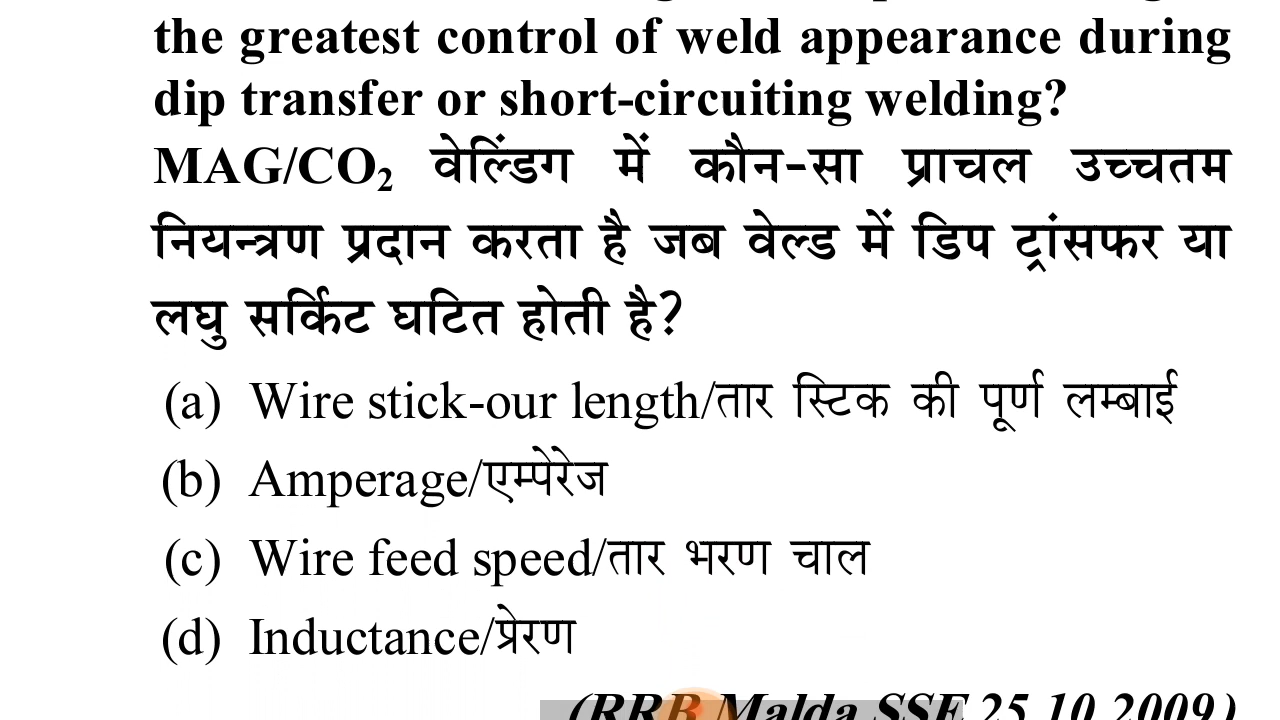 the greatest control of weld appearance during
dip transfer or short-circuiting welding?
MAG/CO₂ वेल्डिंग में कौन-सा प्राचल उच्चतम
नियन्त्रण प्रदान करता है जब वेल्ड में डिप ट्रांसफर या
लघु सर्किट घटित होती है?
(a) Wire stick-our length/तार स्टिक की पूर्ण लम्बाई
(b) Amperage/एम्पेरेज
(c) Wire feed speed/तार भरण चाल
(d) Inductance/प्रेरण
(RRB Malda SSE 25.10.2009)